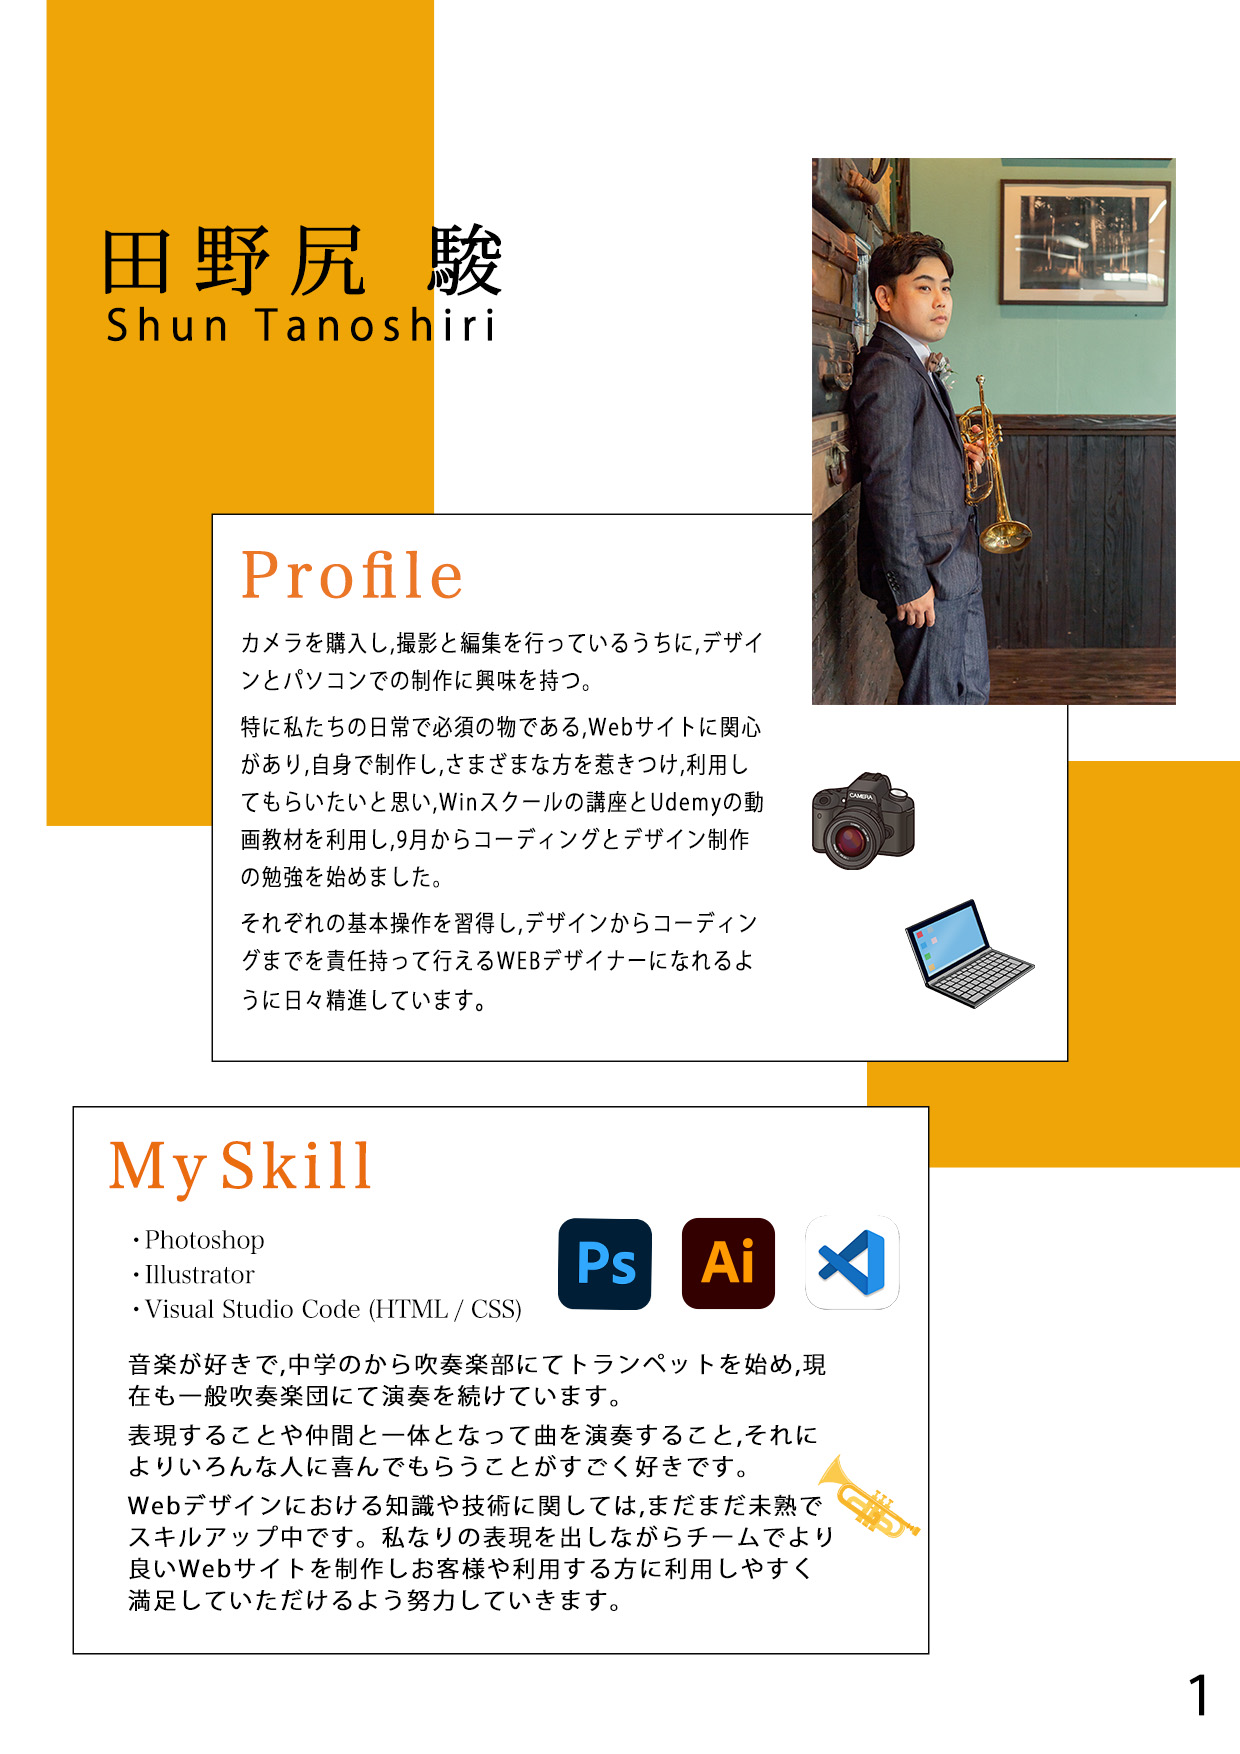 田野尻 駿
Shun Tanoshiri
Profile
カメラを購入し,撮影と編集を行っているうちに,デザイ
ンとパソコンでの制作に興味を持つ。
特に私たちの日常で必須の物である,Webサイトに関心
があり,自身で制作し,さまざまな方を惹きつけ,利用し
てもらいたいと思い,Winスクールの講座とUdemyの動
画教材を利用し,9月からコーディングとデザイン制作
の勉強を始めました。
それぞれの基本操作を習得し,デザインからコーディン
グまでを責任持って行えるWEBデザイナーになれるよ
うに日々精進しています。
CAMERA
My Skill
・Photoshop
・Illustrator
・Visual Studio Code (HTML / CSS)
Ps
Ai
音楽が好きで,中学のから吹奏楽部にてトランペットを始め,現
在も一般吹奏楽団にて演奏を続けています。
表現することや仲間と一体となって曲を演奏すること,それに
よりいろんな人に喜んでもらうことがすごく好きです。
Webデザインにおける知識や技術に関しては,まだまだ未熟で
スキルアップ中です。私なりの表現を出しながらチームでより
良いWebサイトを制作しお客様や利用する方に利用しやすく
満足していただけるよう努力していきます。
1